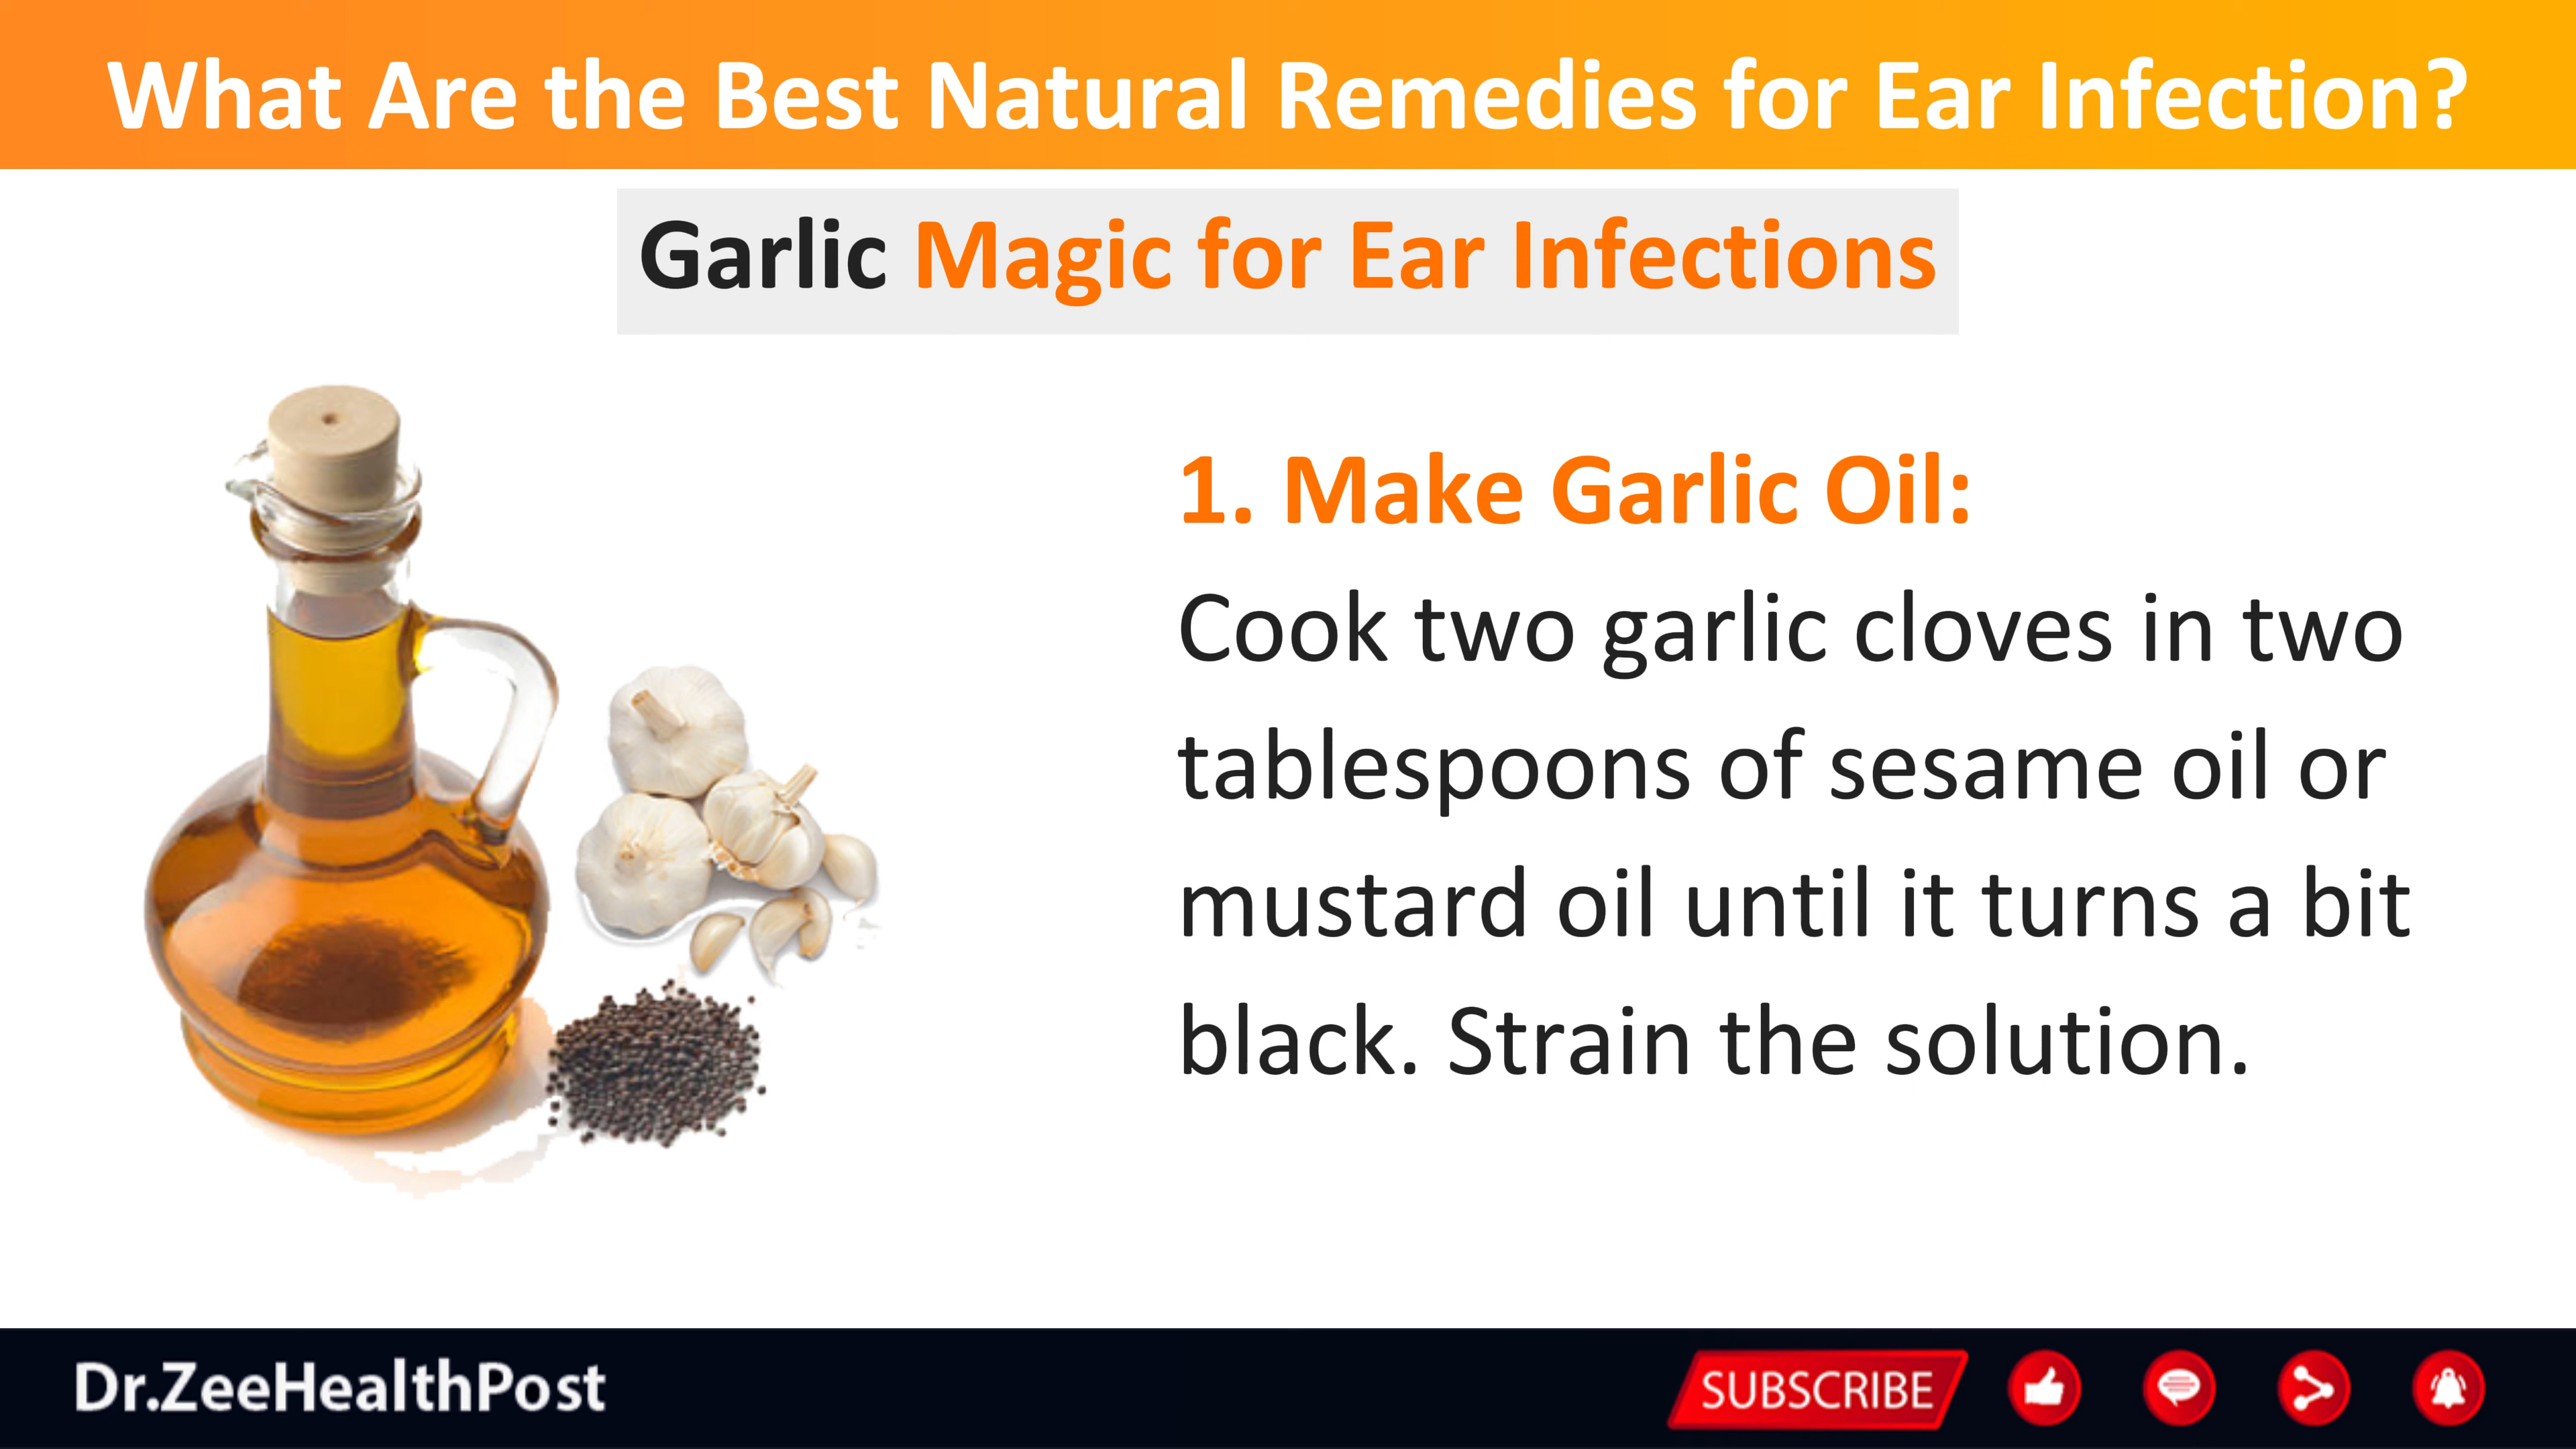 What Are the Best Natural Remedies for Ear Infection?
Garlic Magic for Ear Infections
1. Make Garlic Oil:
Cook two garlic cloves in two
tablespoons of sesame oil or
mustard oil until it turns a bit
black. Strain the solution.
Dr.ZeeHealthPost
SUBSCRIBE